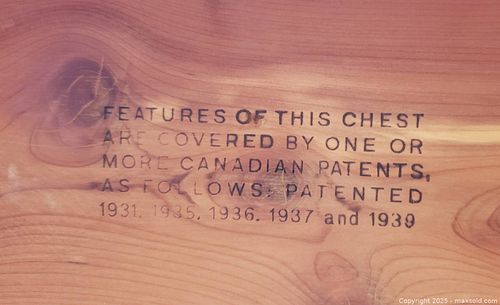 FEATURES OF THIS CHEST
ARE COVERED BY ONE OR
MORE CANADIAN PATENTS,
AS FOLLOWS: PATENTED
1931, 1935, 1936, 1937 and 1939
Copyright 2025 - maxsold.com